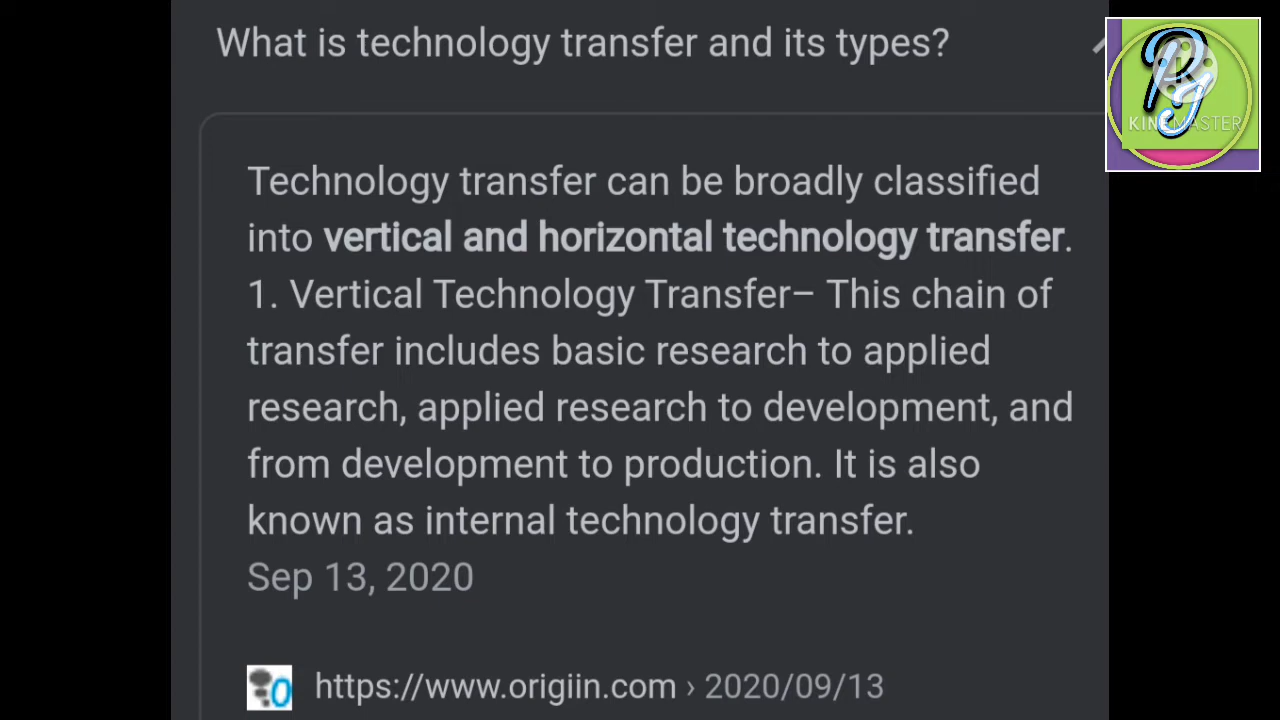 What is technology transfer and its types?
Technology transfer can be broadly classified
into vertical and horizontal technology transfer.
1. Vertical Technology Transfer– This chain of
transfer includes basic research to applied
research, applied research to development, and
from development to production. It is also
known as internal technology transfer.
Sep 13, 2020
https://www.origiin.com › 2020/09/13
KINEMASTER